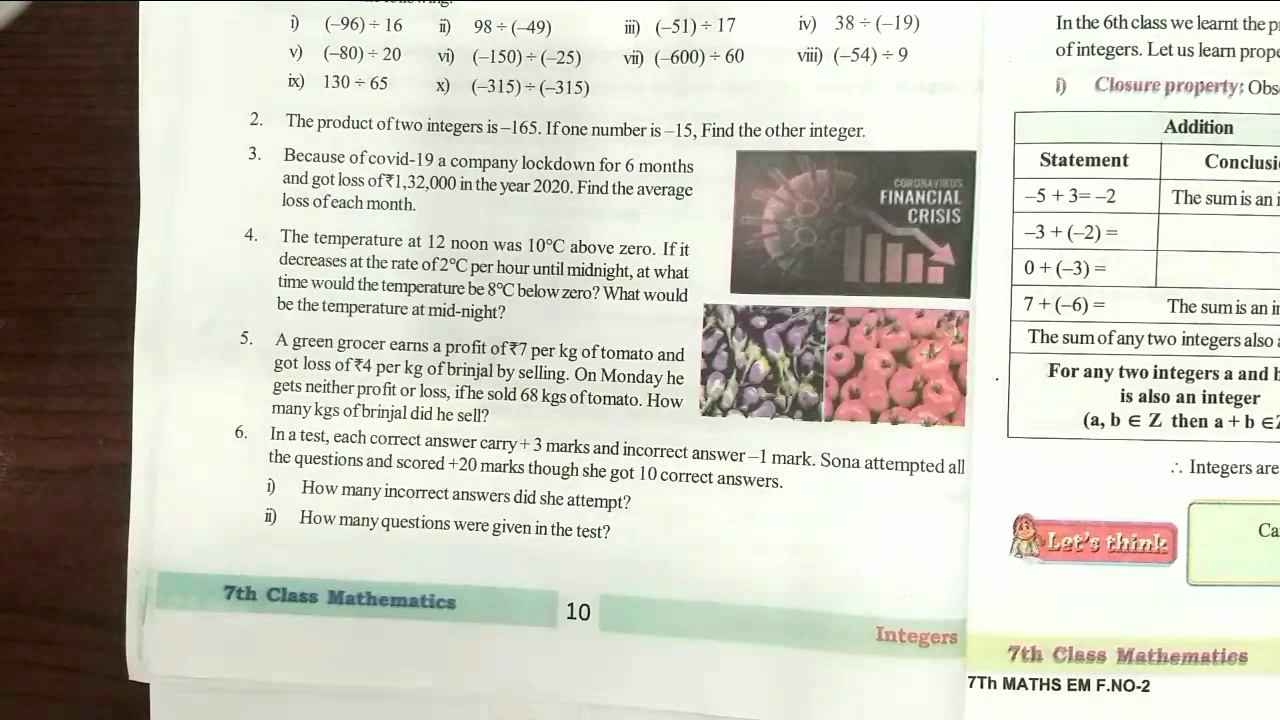 i) (–96) ÷ 16 ii) 98 ÷ (–49) iii) (–51) ÷ 17 iv) 38 ÷ (–19)
v) (–80) ÷ 20 vi) (–150) ÷ (–25) vii) (–600) ÷ 60 viii) (–54) ÷ 9
ix) 130 ÷ 65 x) (–315) ÷ (–315)
2. The product of two integers is –165. If one number is –15, Find the other integer.
3. Because of covid-19 a company lockdown for 6 months
and got loss of ₹1,32,000 in the year 2020. Find the average
loss of each month.
CORONAVIRUS
FINANCIAL
CRISIS
4. The temperature at 12 noon was 10°C above zero. If it
decreases at the rate of 2°C per hour until midnight, at what
time would the temperature be 8°C below zero? What would
be the temperature at mid-night?
5. A green grocer earns a profit of ₹7 per kg of tomato and
got loss of ₹4 per kg of brinjal by selling. On Monday he
gets neither profit or loss, if he sold 68 kgs of tomato. How
many kgs of brinjal did he sell?
6. In a test, each correct answer carry + 3 marks and incorrect answer –1 mark. Sona attempted all
the questions and scored +20 marks though she got 10 correct answers.
i) How many incorrect answers did she attempt?
ii) How many questions were given in the test?
7th Class Mathematics 10
Integers
In the 6th class we learnt the
of integers. Let us learn
i) Closure property:
Addition
Statement
–5 + 3= –2 The sum is an
–3 + (–2) =
0 + (–3) =
7 + (–6) = The sum is an
The sum of any two integers also
For any two integers a and
is also an integer
(a, b ∈ Z then a + b ∈
∴ Integers are
Let's think
7th Class Mathematics
7Th MATHS EM F.NO-2